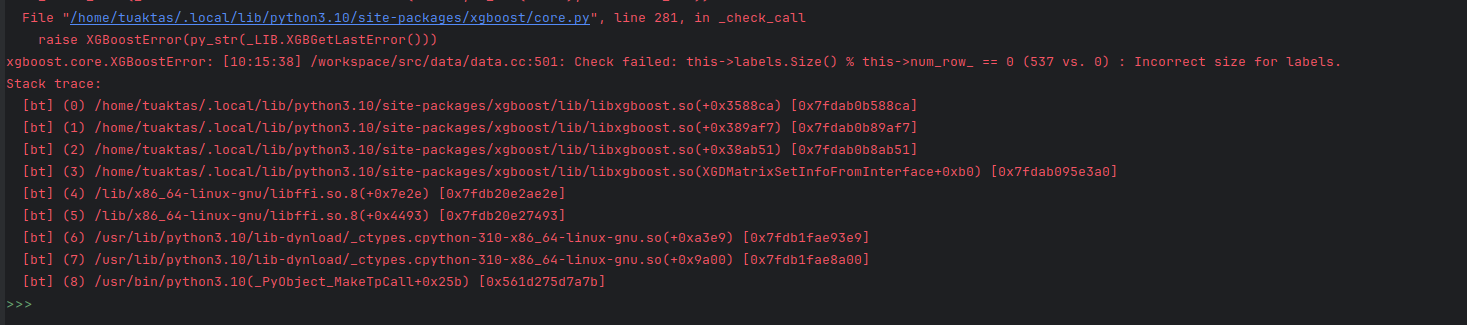 File "/home/tuaktas/.local/lib/python3.10/site-packages/xgboost/core.py", line 281, in _check_call
raise XGBoostError(py_str(_LIB.XGBGetLastError()))
xgboost.core.XGBoostError: [10:15:38] /workspace/src/data/data.cc:501: Check failed: this->labels.Size() % this->num_row_ == 0 (537 vs. 0) : Incorrect size for labels.
Stack trace:
[bt] (0) /home/tuaktas/.local/lib/python3.10/site-packages/xgboost/lib/libxgboost.so(+0x3588ca) [0x7fdab0b588ca]
[bt] (1) /home/tuaktas/.local/lib/python3.10/site-packages/xgboost/lib/libxgboost.so(+0x389af7) [0x7fdab0b89af7]
[bt] (2) /home/tuaktas/.local/lib/python3.10/site-packages/xgboost/lib/libxgboost.so(+0x38ab51) [0x7fdab0b8ab51]
[bt] (3) /home/tuaktas/.local/lib/python3.10/site-packages/xgboost/lib/libxgboost.so(XGDMatrixSetInfoFromInterface+0xb0) [0x7fdab095e3a0]
[bt] (4) /lib/x86_64-linux-gnu/libffi.so.8(+0x7e2e) [0x7fdb20e2ae2e]
[bt] (5) /lib/x86_64-linux-gnu/libffi.so.8(+0x4493) [0x7fdb20e27493]
[bt] (6) /usr/lib/python3.10/lib-dynload/_ctypes.cpython-310-x86_64-linux-gnu.so(+0xa3e9) [0x7fdb1fae93e9]
[bt] (7) /usr/lib/python3.10/lib-dynload/_ctypes.cpython-310-x86_64-linux-gnu.so(+0x9a00) [0x7fdb1fae8a00]
[bt] (8) /usr/bin/python3.10(_PyObject_MakeTpCall+0x25b) [0x561d275d7a7b]
>>>